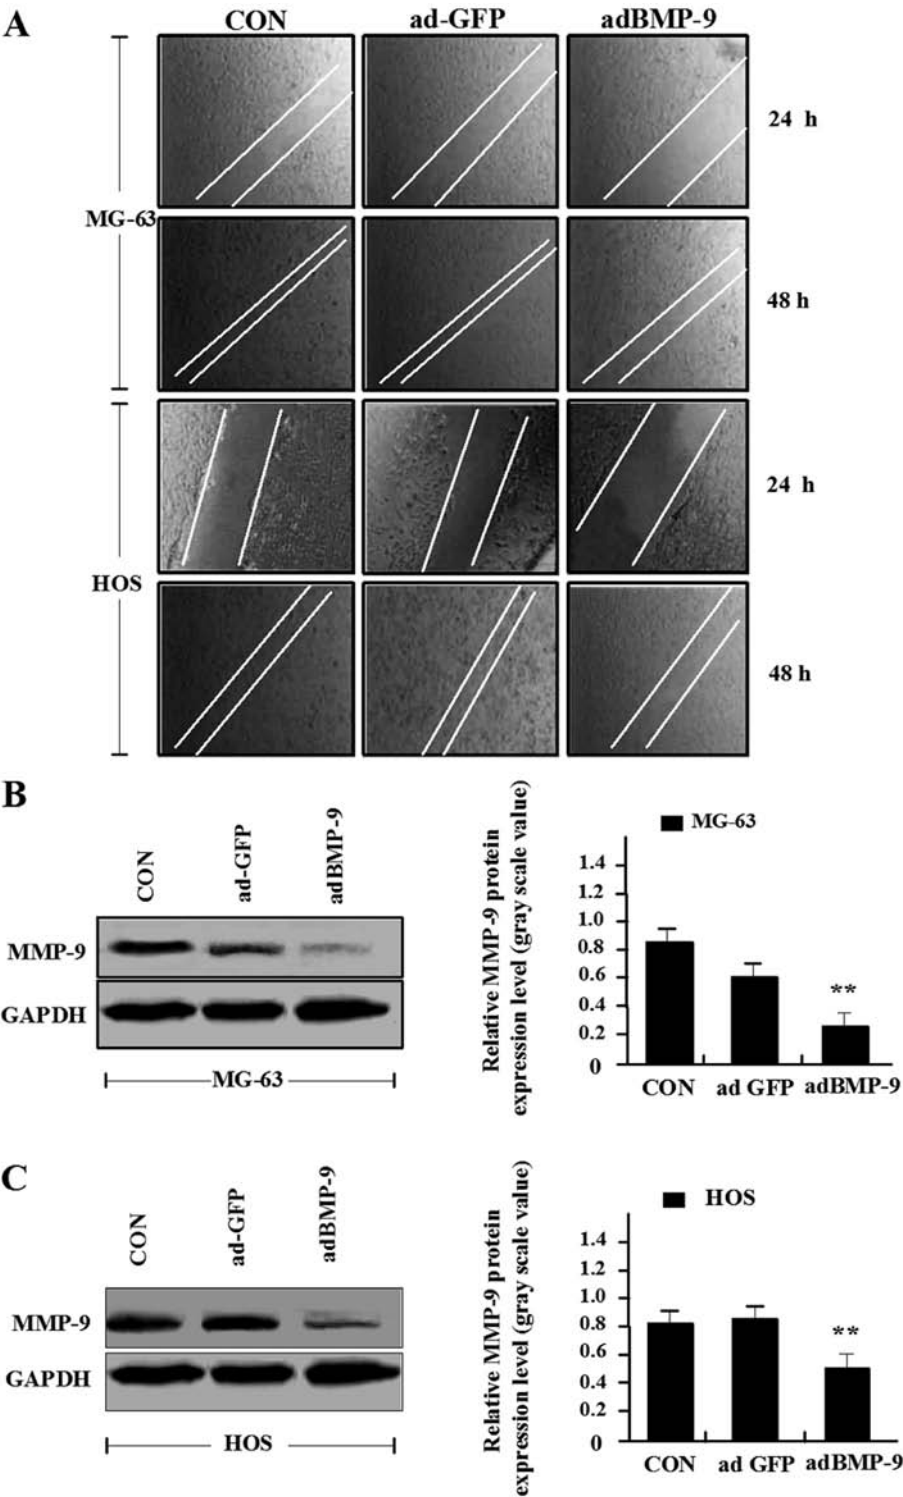 A
CON
ad-GFP
adBMP-9
24 h
MG-63
48 h
24 h
HOS
48 h
B
CON
ad-GFP
adBMP-9
MMP-9
GAPDH
MG-63
Relative MMP-9 protein
expression level (gray scale value)
MG-63
1.4
1.2
1.0
0.8
0.6
0.4
0.2
0
**
CON
ad GFP
adBMP-9
C
CON
ad-GFP
adBMP-9
MMP-9
GAPDH
HOS
Relative MMP-9 protein
expression level (gray scale value)
HOS
1.4
1.2
1.0
0.8
0.6
0.4
0.2
0
**
CON
ad GFP
adBMP-9